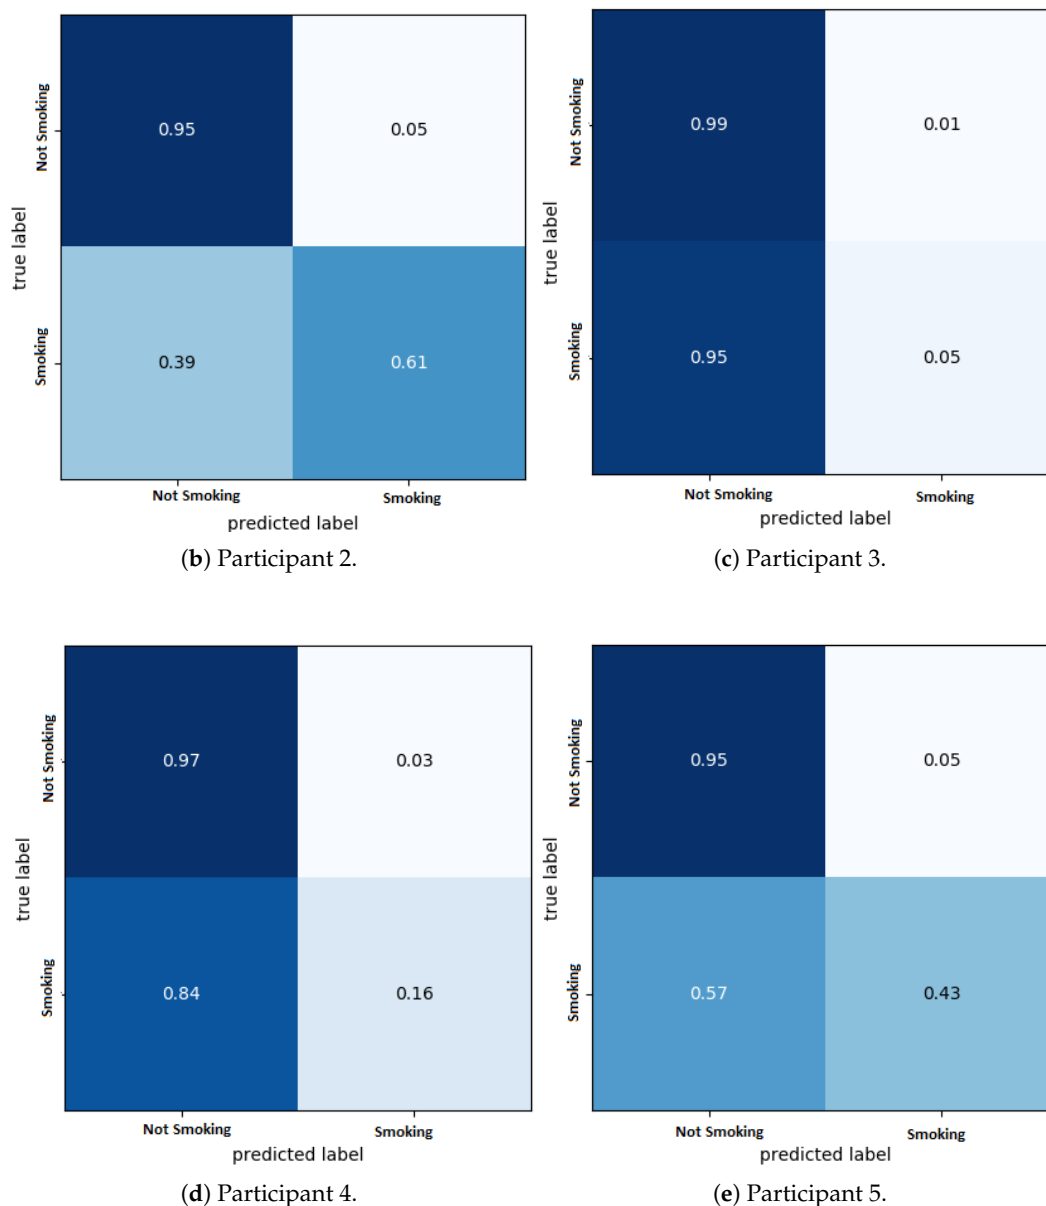 Not Smoking
0.95
0.05
true label
Smoking
0.39
0.61
Not Smoking
Smoking
predicted label
(b) Participant 2.
Not Smoking
0.99
0.01
true label
Smoking
0.95
0.05
Not Smoking
Smoking
predicted label
(c) Participant 3.
Not Smoking
0.97
0.03
true label
Smoking
0.84
0.16
Not Smoking
Smoking
predicted label
(d) Participant 4.
Not Smoking
0.95
0.05
true label
Smoking
0.57
0.43
Not Smoking
Smoking
predicted label
(e) Participant 5.